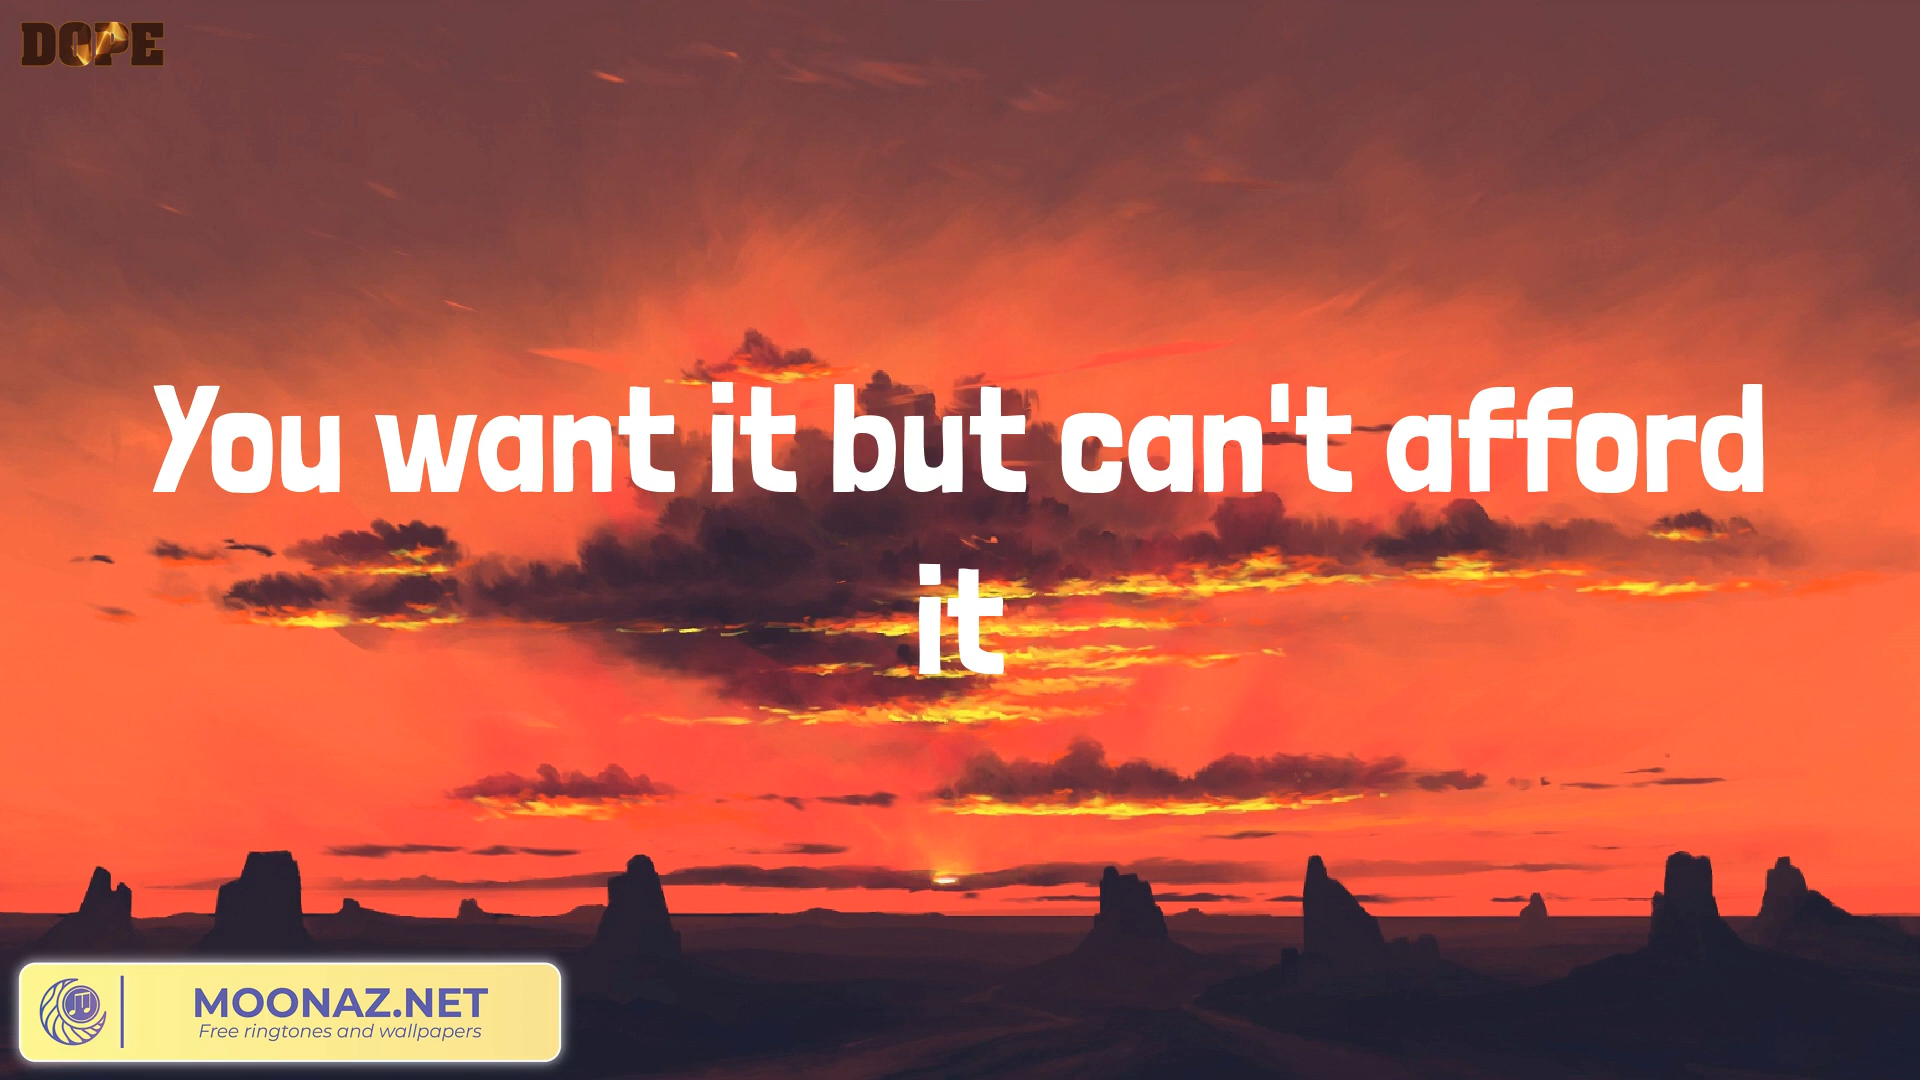 DOPE
You want it but can't afford
it
MOONAZ.NET
Free ringtones and wallpapers